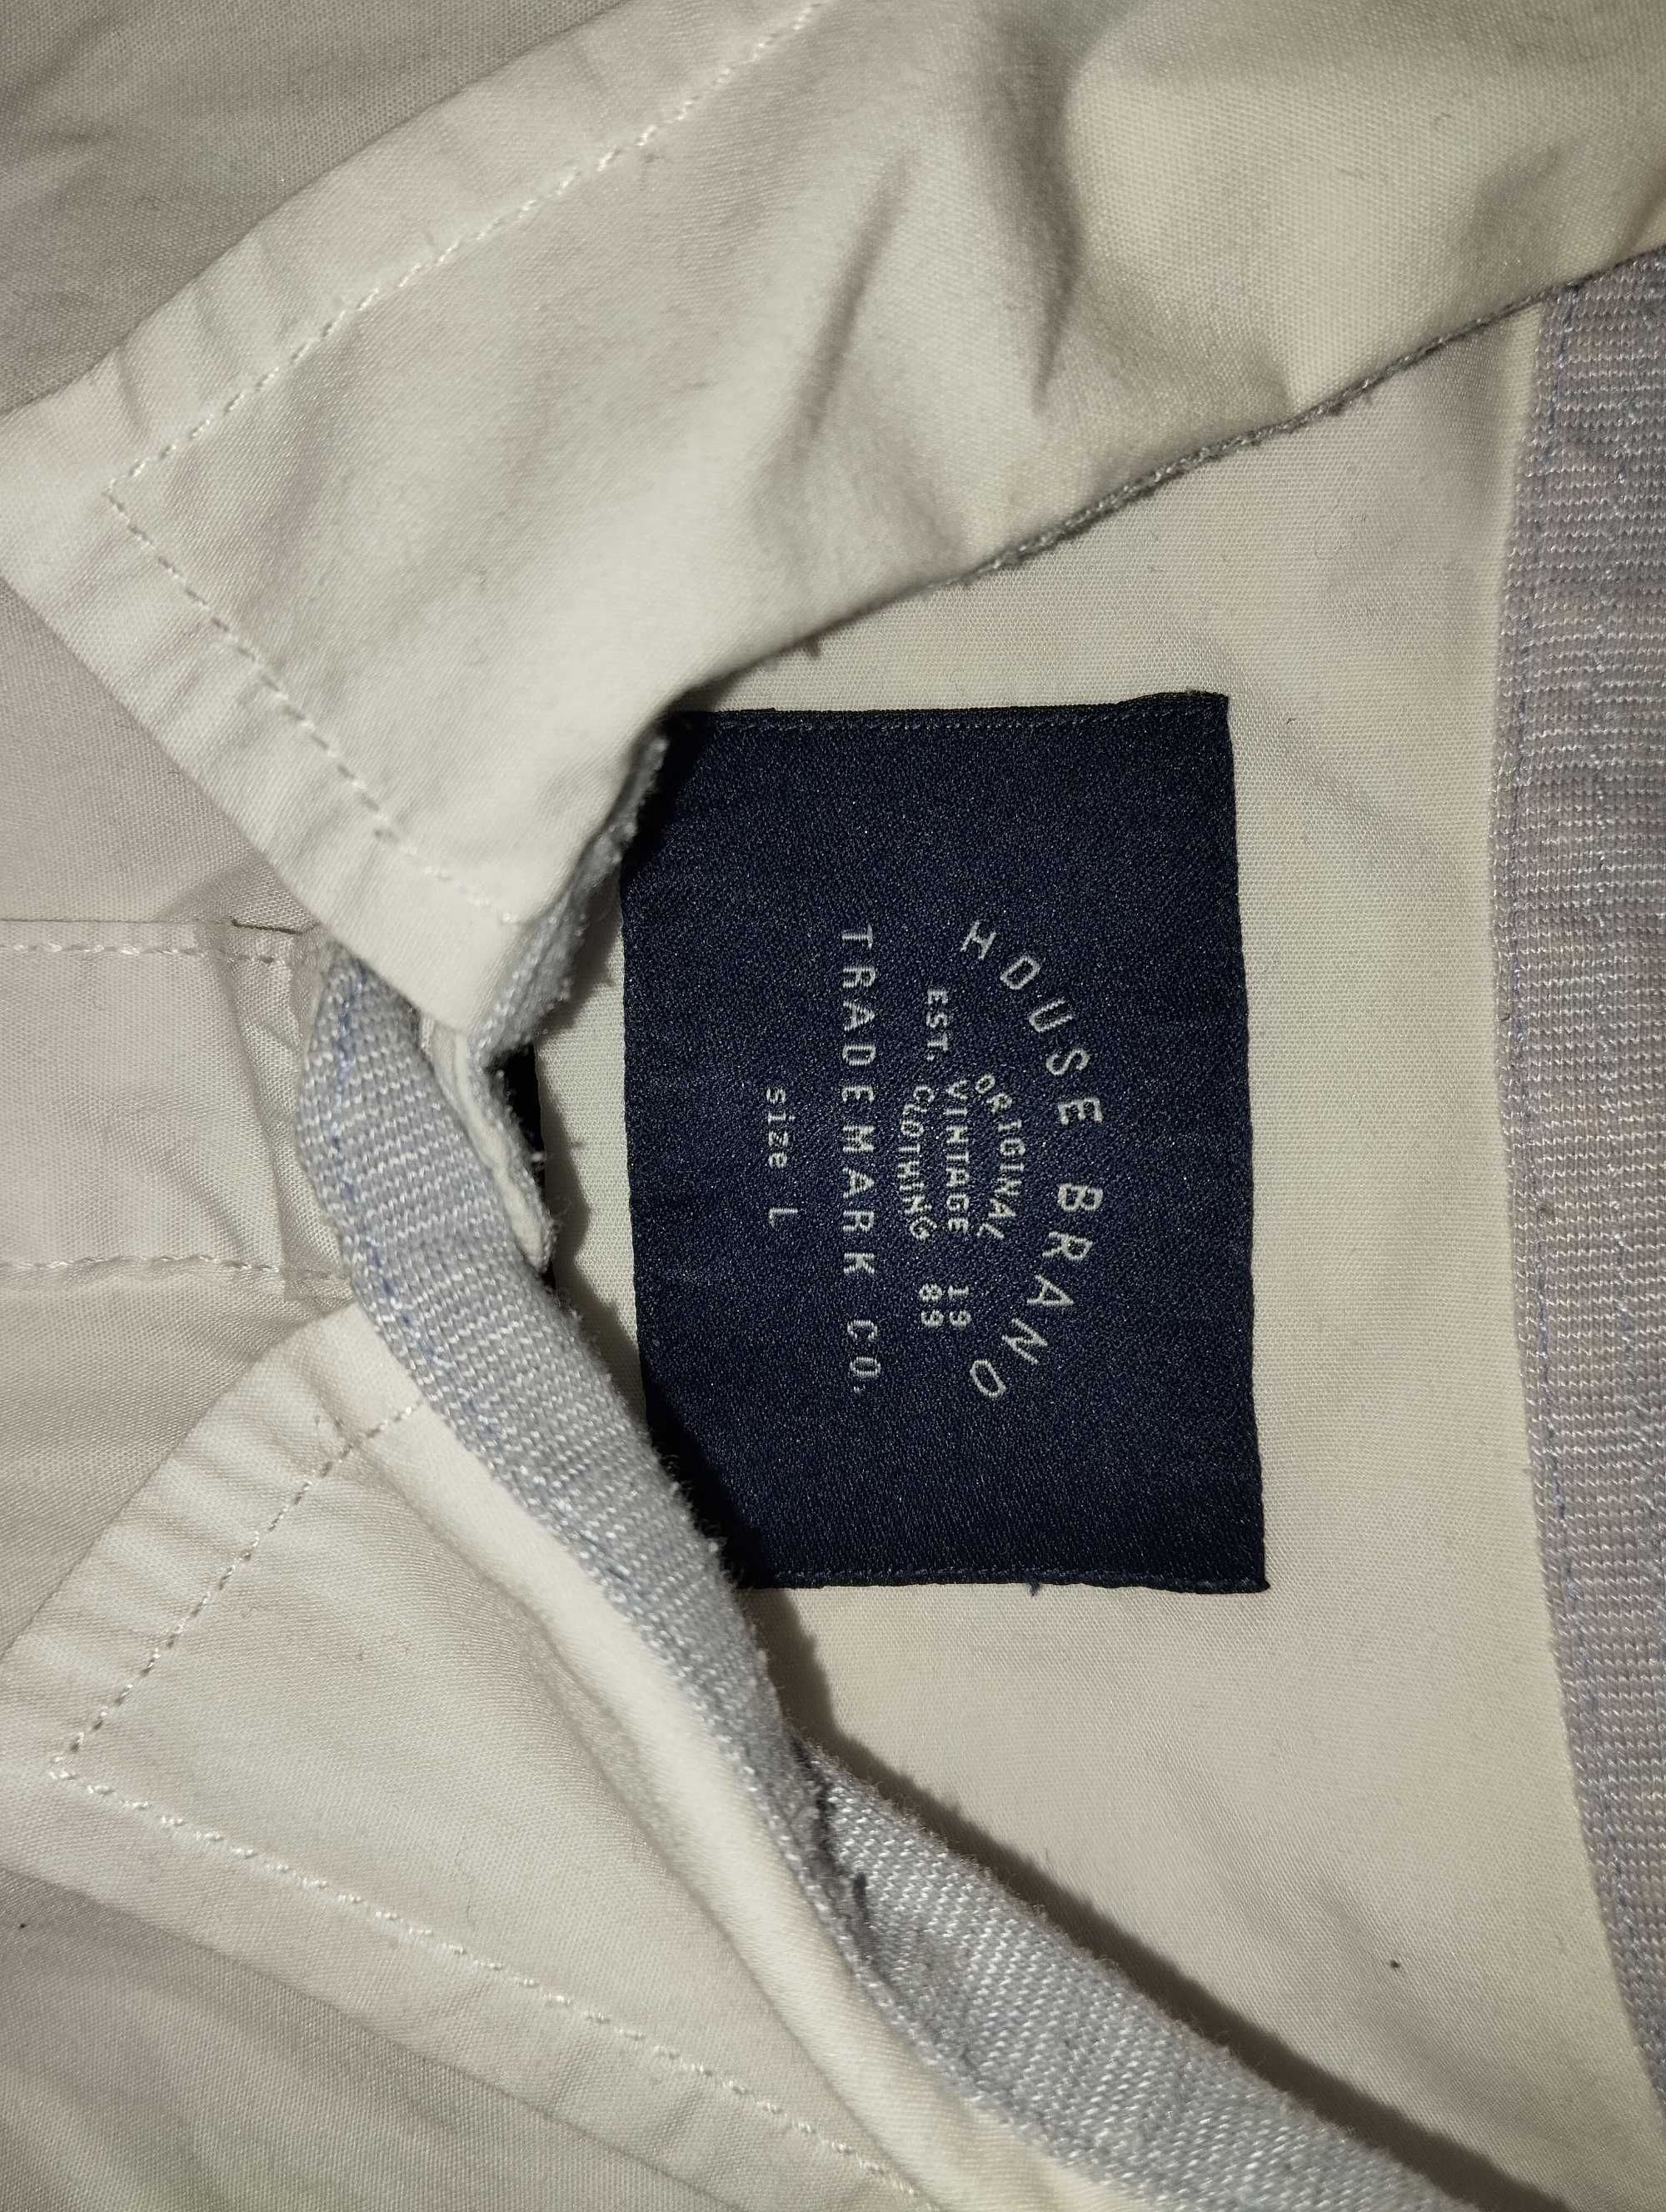 HOUSE BRAND
ORIGINAL
EST. VINTAGE 19
CLOTHING 89
TRADEMARK CO.
size L